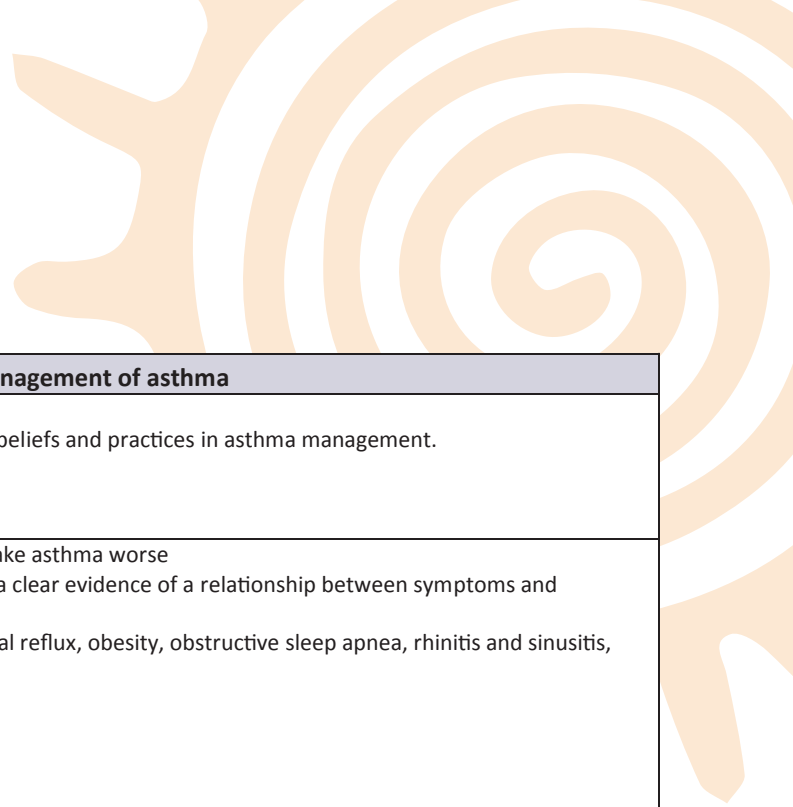 nagement of asthma
beliefs and practices in asthma management.
ake asthma worse
a clear evidence of a relationship between symptoms and
al reflux, obesity, obstructive sleep apnea, rhinitis and sinusitis,